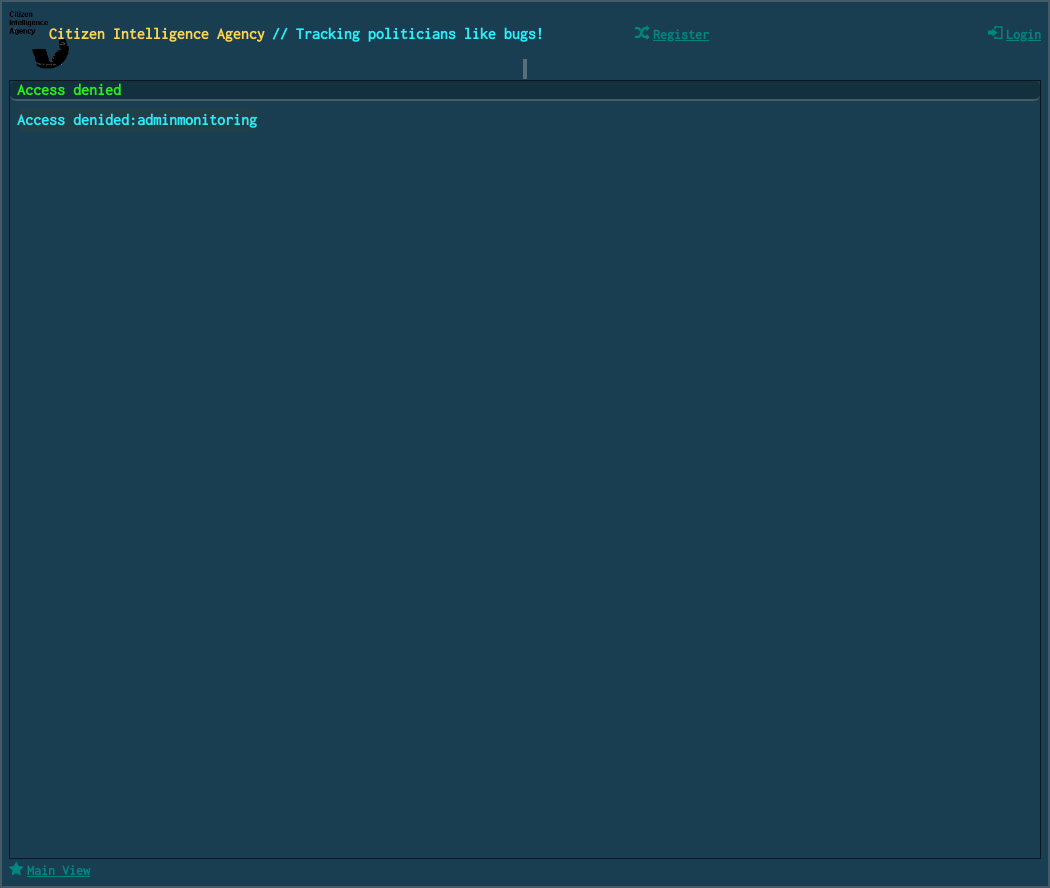 Citizen
Intelligence
Agency
Citizen Intelligence Agency // Tracking politicians like bugs!
Register
Login
Access denied
Access denided:adminmonitoring
Main View